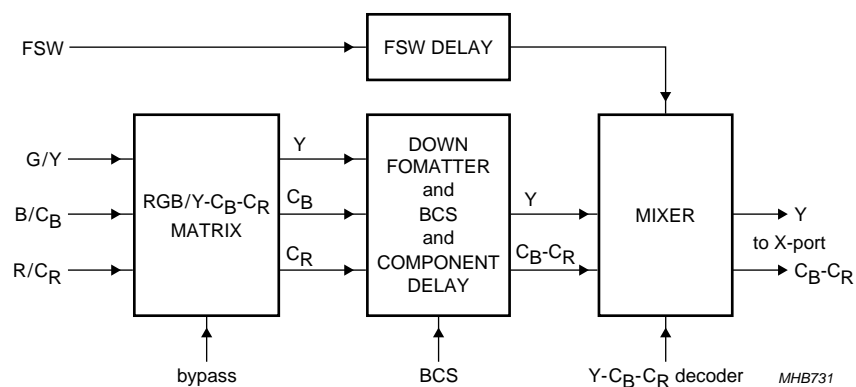 FSW
FSW DELAY
G/Y
B/CB
R/CR
RGB/Y-CB-CR
MATRIX
Y
CB
CR
DOWN
FOMATTER
and
BCS
and
COMPONENT
DELAY
Y
CB-CR
MIXER
Y
to X-port
CB-CR
bypass
BCS
Y-CB-CR decoder
MHB731